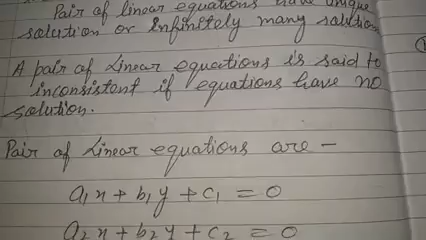 Pair of linear equations have unique
solution or Infinitely many solution
A pair of Linear equations is said to
inconsistent if equations have no
solution.
Pair of Linear equations are -
a₁x + b₁y + c₁ = 0
a₂x + b₂y + c₂ = 0